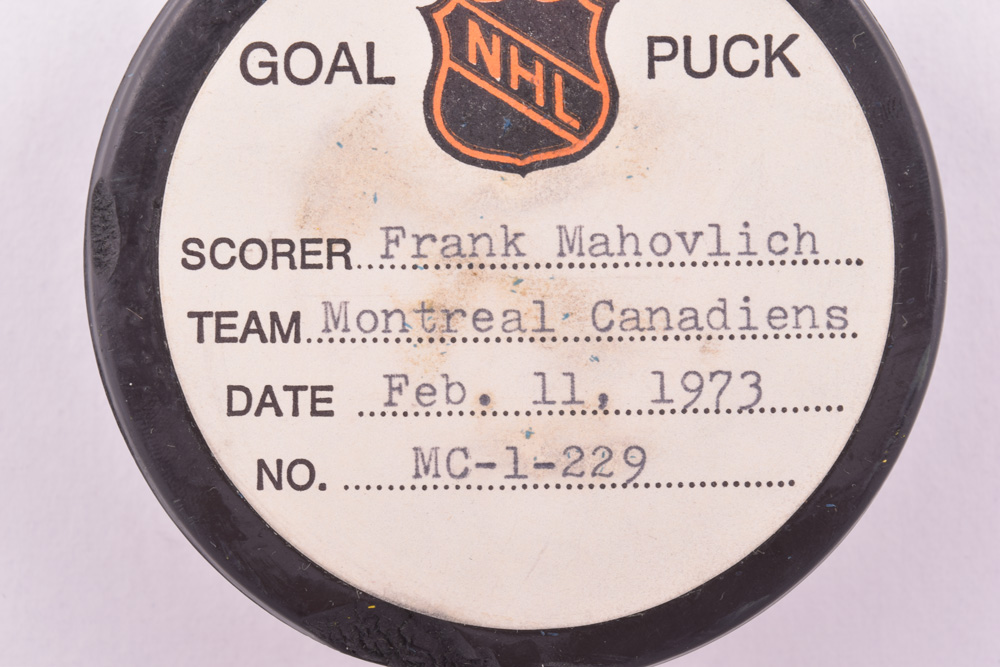 GOAL NHL PUCK
SCORER Frank Mahovlich
TEAM Montreal Canadiens
DATE Feb. 11, 1973
NO. MC-1-229